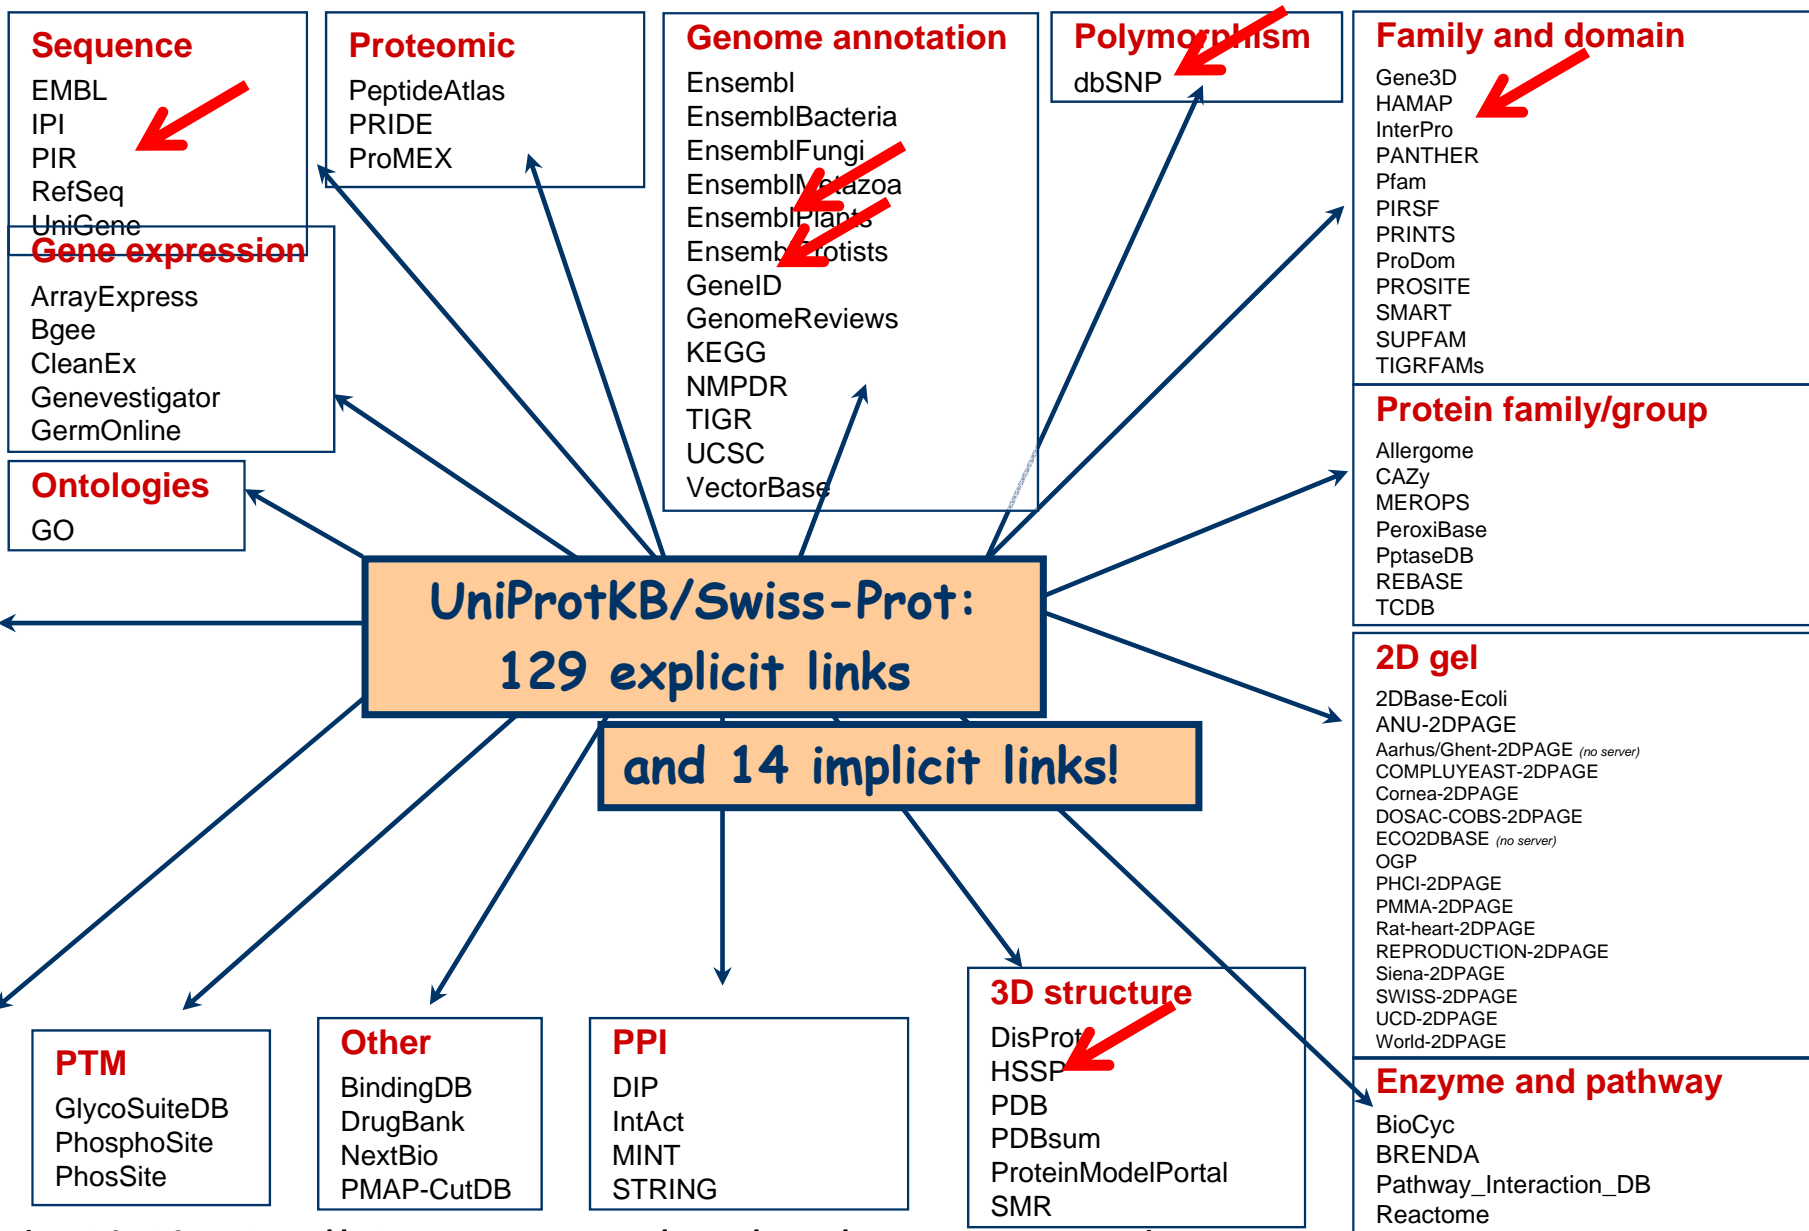 Sequence
EMBL
IPI
PIR
RefSeq
UniGene
Proteomic
PeptideAtlas
PRIDE
ProMEX
Genome annotation
Ensembl
EnsemblBacteria
EnsemblFungi
EnsemblMetazoa
EnsemblPlants
EnsemblProtists
GeneID
GenomeReviews
KEGG
NMPDR
TIGR
UCSC
VectorBase
Polymorphism
dbSNP
Family and domain
Gene3D
HAMAP
InterPro
PANTHER
Pfam
PIRSF
PRINTS
ProDom
PROSITE
SMART
SUPFAM
TIGRFAMs
Gene expression
ArrayExpress
Bgee
CleanEx
Genevestigator
GermOnline
Ontologies
GO
Protein family/group
Allergome
CAZy
MEROPS
PeroxiBase
PptaseDB
REBASE
TCDB
UniProtKB/Swiss-Prot:
129 explicit links
and 14 implicit links!
2D gel
2DBase-Ecoli
ANU-2DPAGE
Aarhus/Ghent-2DPAGE (no server)
COMPLUYEAST-2DPAGE
Cornea-2DPAGE
DOSAC-COBS-2DPAGE
ECO2DBASE (no server)
OGP
PHCI-2DPAGE
PMMA-2DPAGE
Rat-heart-2DPAGE
REPRODUCTION-2DPAGE
Siena-2DPAGE
SWISS-2DPAGE
UCD-2DPAGE
World-2DPAGE
PTM
GlycoSuiteDB
PhosphoSite
PhosSite
Other
BindingDB
DrugBank
NextBio
PMAP-CutDB
PPI
DIP
IntAct
MINT
STRING
3D structure
DisProt
HSSP
PDB
PDBsum
ProteinModelPortal
SMR
Enzyme and pathway
BioCyc
BRENDA
Pathway_Interaction_DB
Reactome